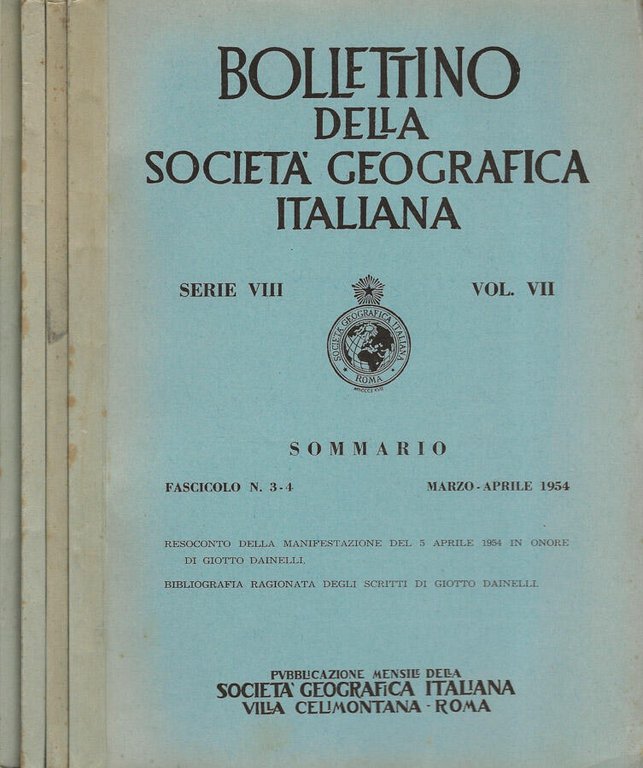 BOLLETTINO
DELLA
SOCIETÀ GEOGRAFICA
ITALIANA
SERIE VIII
VOL. VII
SOCIETÀ GEOGRAFICA ITALIANA
ROMA
SOMMARIO
FASCICOLO N. 3-4
MARZO-APRILE 1954
RESOCONTO DELLA MANIFESTAZIONE DEL 5 APRILE 1954 IN ONORE
DI GIOTTO DAINELLI.
BIBLIOGRAFIA RAGIONATA DEGLI SCRITTI DI GIOTTO DAINELLI.
PVBBLICAZIONE MENSILE DELLA
SOCIETÀ GEOGRAFICA ITALIANA
VILLA CELIMONTANA - ROMA